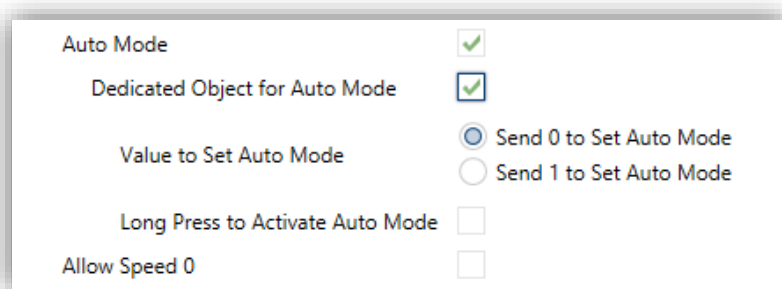 Auto Mode
Dedicated Object for Auto Mode
Send 0 to Set Auto Mode
Value to Set Auto Mode
Send 1 to Set Auto Mode
Long Press to Activate Auto Mode
Allow Speed 0